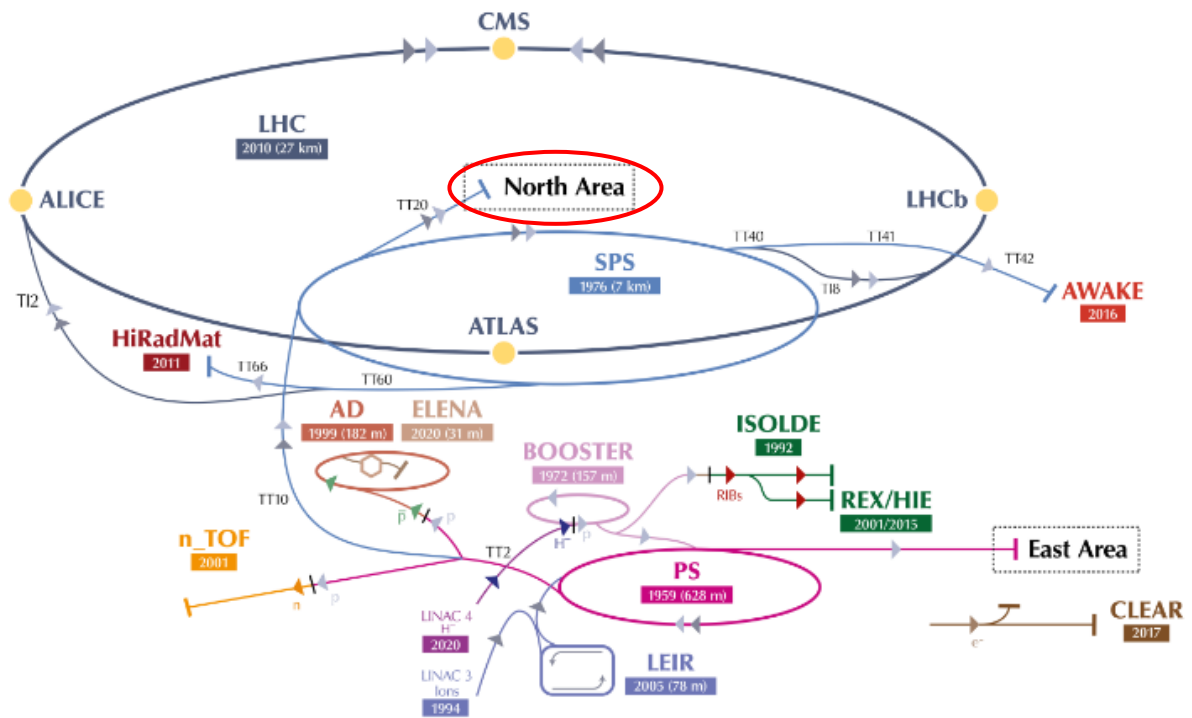 CMS
LHC
2010 (27 km)
North Area
ALICE
LHCb
TT20
TT40
TT41
TT42
SPS
1976 (7 km)
TI8
AWAKE
2016
TI2
ATLAS
HiRadMat
2011
TT66
TT60
AD
1999 (182 m)
ELENA
2020 (31 m)
ISOLDE
1992
BOOSTER
1972 (157 m)
RIBs
REX/HIE
2001/2015
TT10
p̄
p
n_TOF
2001
TT2
H⁻
p
East Area
PS
1959 (628 m)
n
p
LINAC 4
H⁻
2020
CLEAR
2017
e⁻
LEIR
2005 (78 m)
LINAC 3
Ions
1994